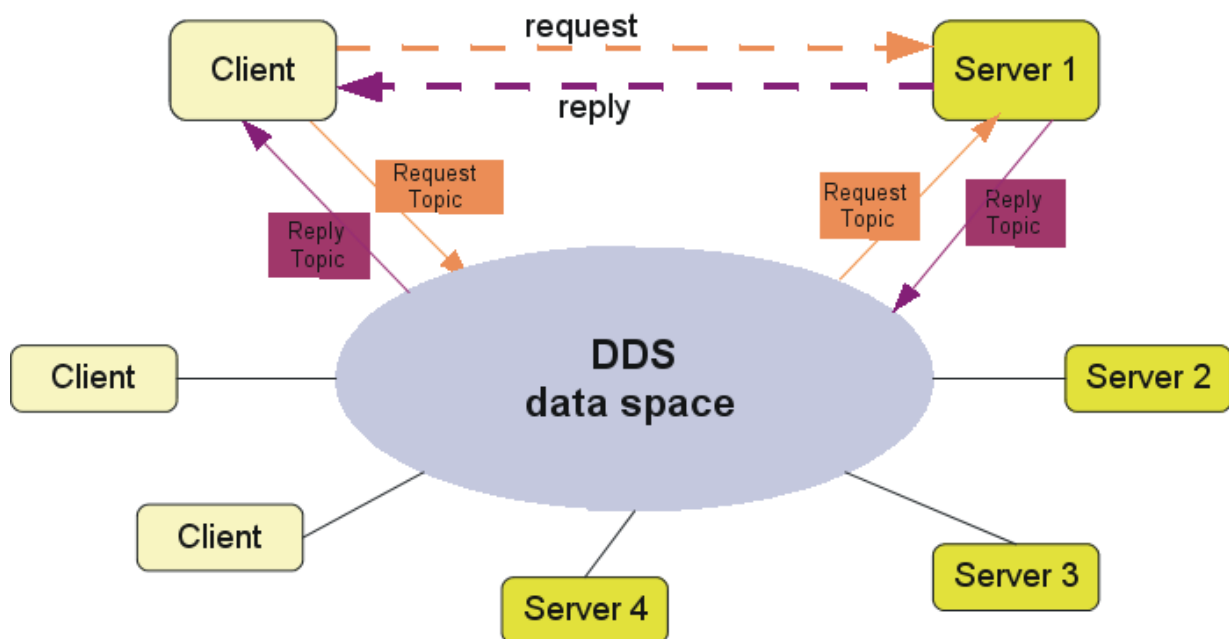 request
Client
Server 1
reply
Request
Topic
Request
Topic
Reply
Topic
Reply
Topic
DDS
data space
Client
Server 2
Client
Server 3
Server 4